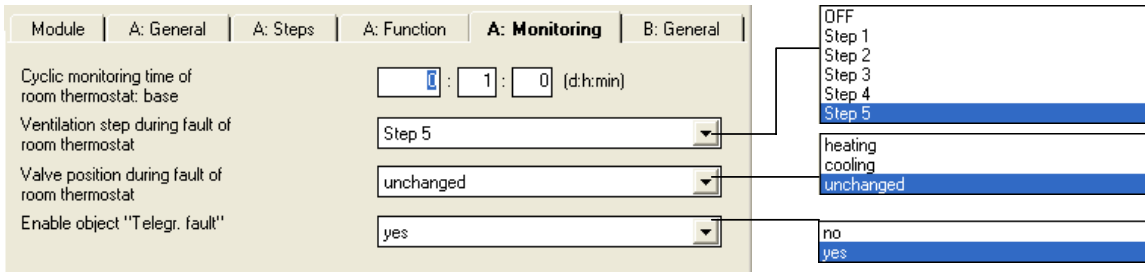 Module A: General A: Steps A: Function A: Monitoring B: General
Cyclic monitoring time of
room thermostat: base
0 : 1 : 0 (d:h:min)
Ventilation step during fault of
room thermostat
Step 5
Valve position during fault of
room thermostat
unchanged
Enable object "Telegr. fault"
yes
OFF
Step 1
Step 2
Step 3
Step 4
Step 5
heating
cooling
unchanged
no
yes